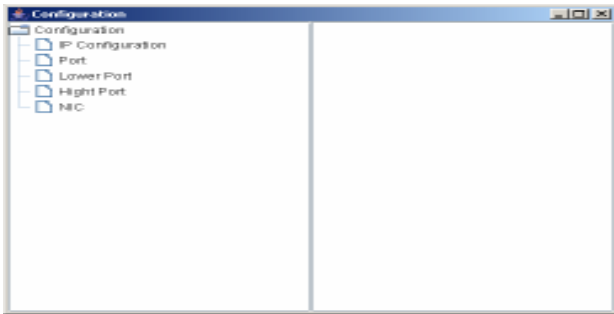 Configuration
Configuration
IP Configuration
Port
Lower Port
Hight Port
NIC